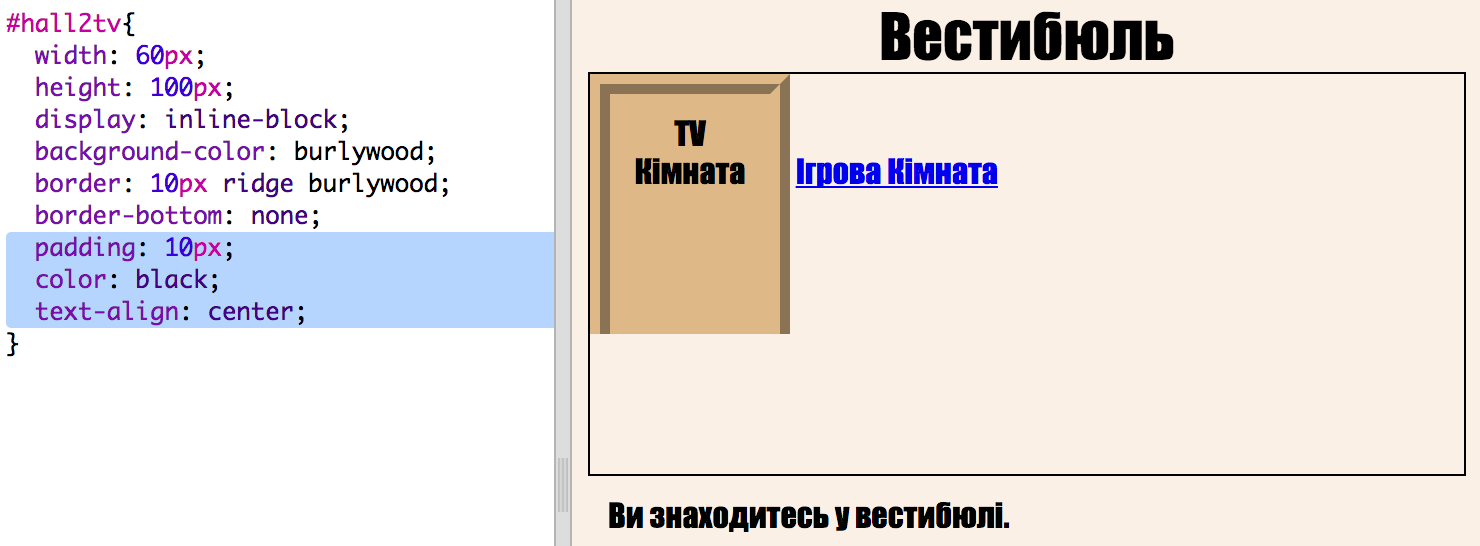 #hall2tv{
width: 60px;
height: 100px;
display: inline-block;
background-color: burlywood;
border: 10px ridge burlywood;
border-bottom: none;
padding: 10px;
color: black;
text-align: center;
}
Вестибюль
TV
Кімната
Ігрова Кімната
Ви знаходитесь у вестибюлі.